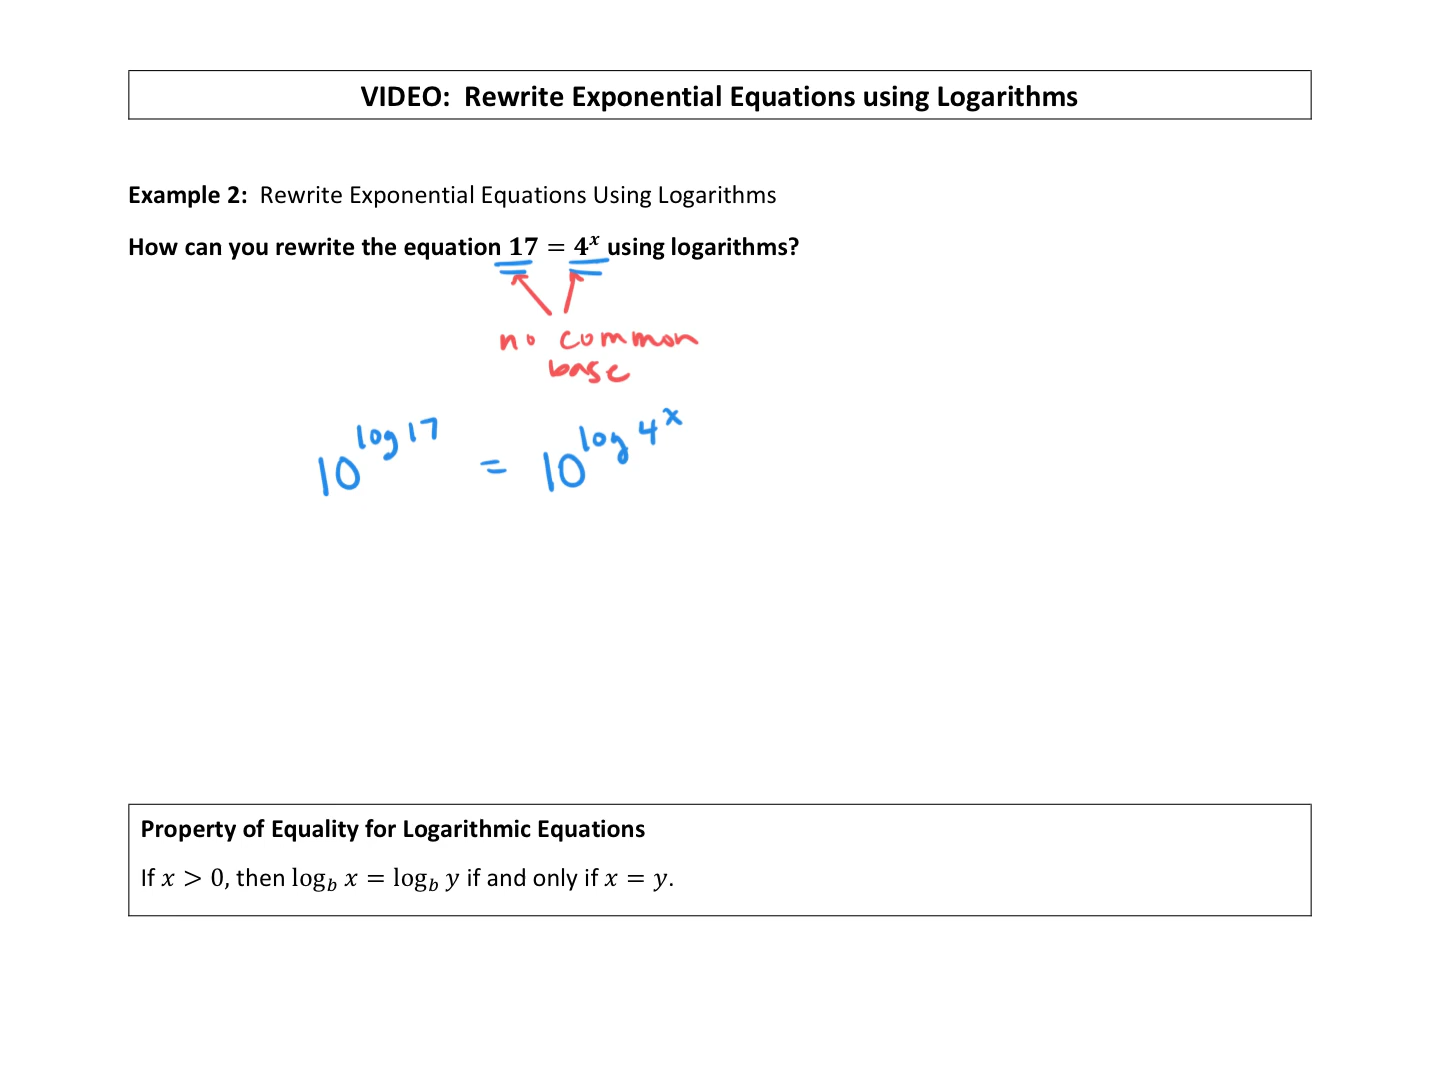 VIDEO: Rewrite Exponential Equations using Logarithms
Example 2: Rewrite Exponential Equations Using Logarithms
How can you rewrite the equation 17 = 4ˣ using logarithms?
no common
base
10^(log 17) = 10^(log 4^x)
Property of Equality for Logarithmic Equations
If x > 0, then log_b x = log_b y if and only if x = y.